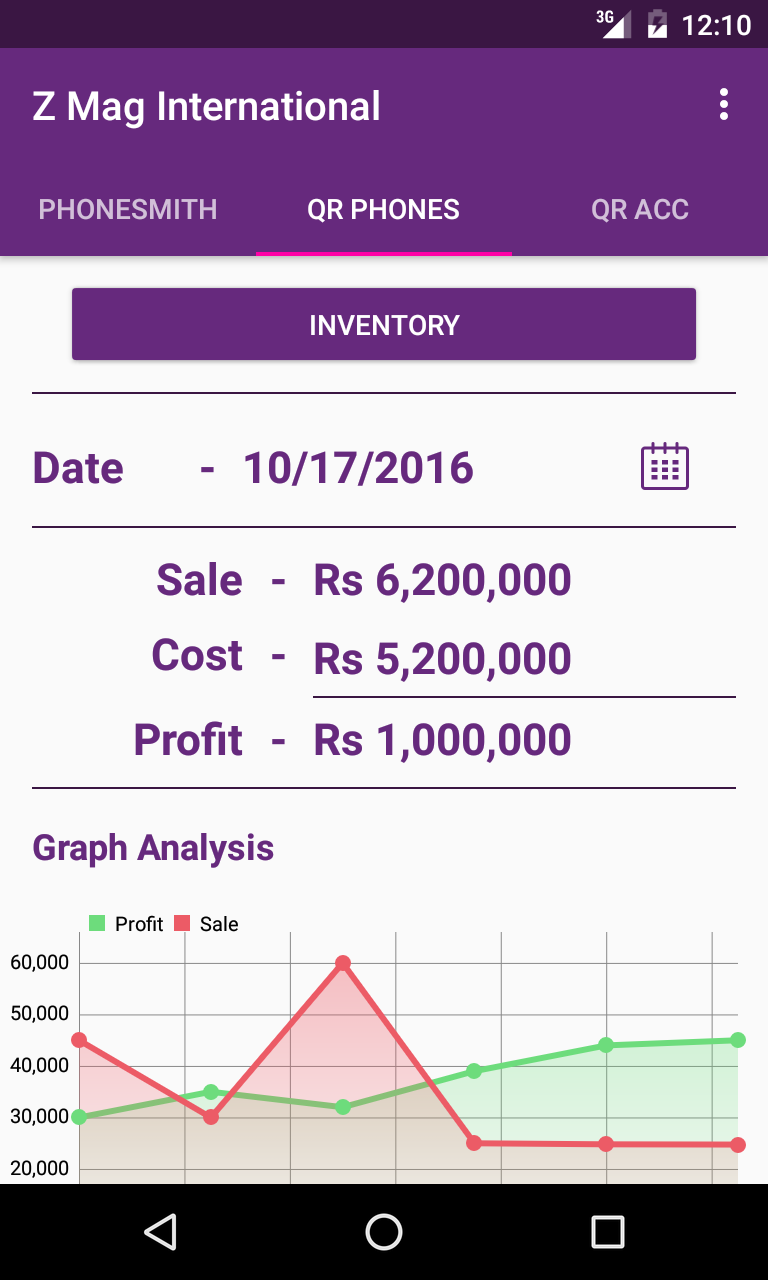 3G 12:10
Z Mag International
PHONESMITH QR PHONES QR ACC
INVENTORY
Date - 10/17/2016
Sale - Rs 6,200,000
Cost - Rs 5,200,000
Profit - Rs 1,000,000
Graph Analysis
Profit Sale
60,000
50,000
40,000
30,000
20,000